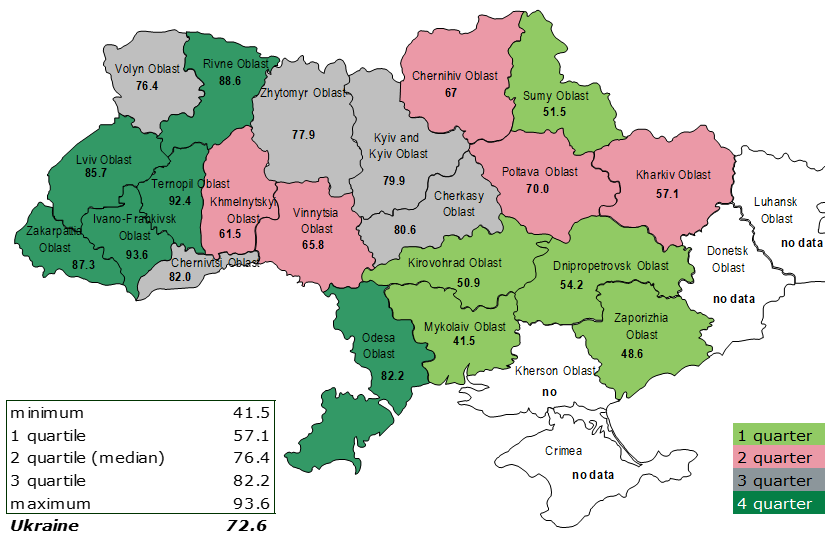 Volyn Oblast
76.4
Rivne Oblast
88.6
Zhytomyr Oblast
77.9
Chernihiv Oblast
67
Sumy Oblast
51.5
Kyiv and
Kyiv Oblast
79.9
Lviv Oblast
85.7
Ternopil Oblast
92.4
Khmelnytskyi
Oblast
61.5
Vinnytsia
Oblast
65.8
Cherkasy
Oblast
80.6
Poltava Oblast
70.0
Kharkiv Oblast
57.1
Luhansk
Oblast
no data
Zakarpattia
Oblast
87.3
Ivano-Frankivsk
Oblast
93.6
Chernivtsi Oblast
82.0
Kirovohrad Oblast
50.9
Dnipropetrovsk Oblast
54.2
Donetsk
Oblast
no data
Odesa
Oblast
82.2
Mykolaiv Oblast
41.5
Zaporizhia
Oblast
48.6
Kherson Oblast
no
Crimea
no data
minimum 41.5
1 quartile 57.1
2 quartile (median) 76.4
3 quartile 82.2
maximum 93.6
Ukraine 72.6
1 quarter
2 quarter
3 quarter
4 quarter